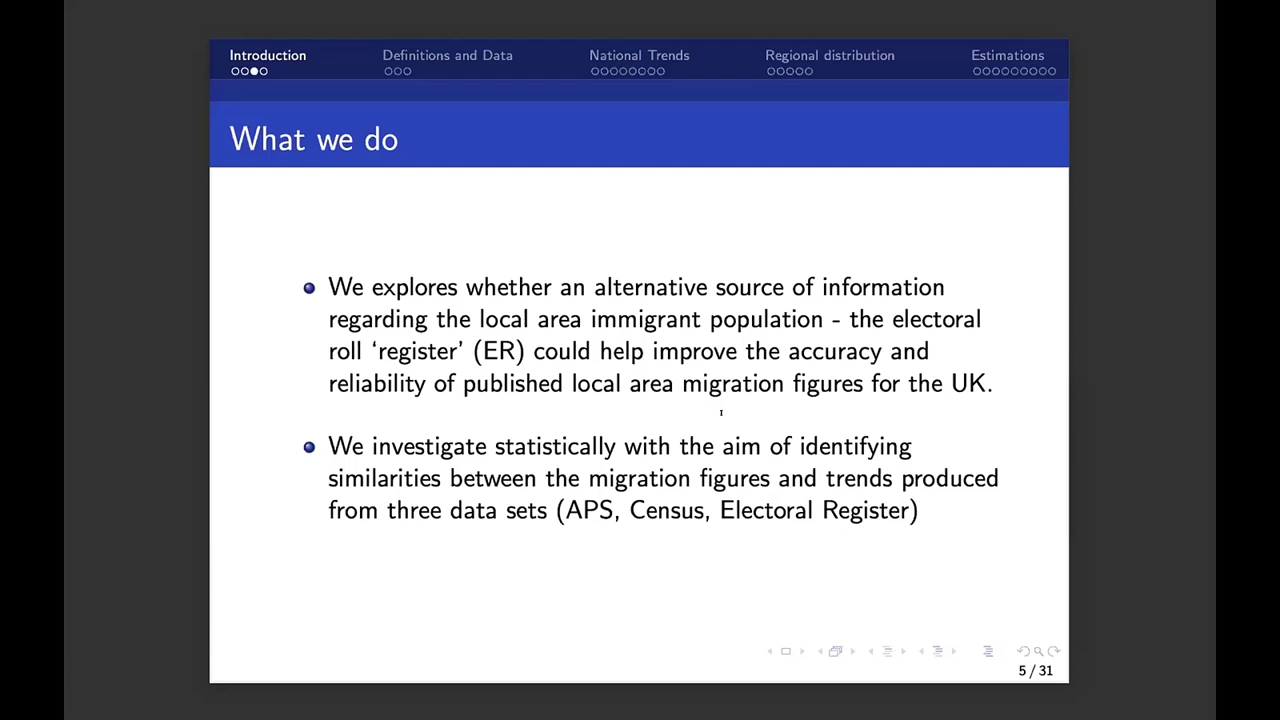 Introduction
Definitions and Data
National Trends
Regional distribution
Estimations
What we do
We explores whether an alternative source of information
regarding the local area immigrant population - the electoral
roll ‘register’ (ER) could help improve the accuracy and
reliability of published local area migration figures for the UK.
We investigate statistically with the aim of identifying
similarities between the migration figures and trends produced
from three data sets (APS, Census, Electoral Register)
5 / 31